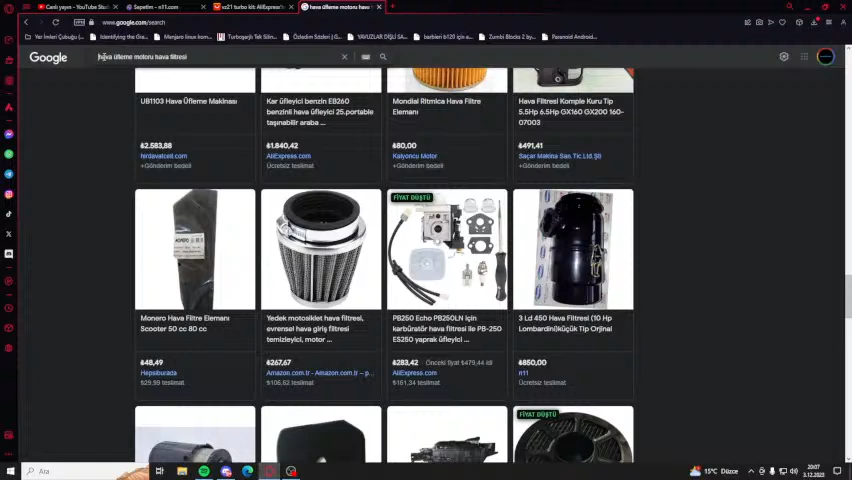 Canlı yayın - YouTube Stud
Sepetim – n11.com
vz21 turbo kit: AliExpress'te
hava üfleme motoru hava
www.google.com/search
VPN
Yer İmleri Çubuğu (
Identifying the Gra
Manjaro linux kom
Turboşarjlı Tek Silin
Özledim Sözleri | G
YAVUZLAR DİŞLİ SA
barbieri b120 için a
Zumbi Blocks 2 by
Paranoid Android
Google
hava üfleme motoru hava filtresi
UB1103 Hava Üfleme Makinası
Kar üfleyici benzin EB260
benzinli hava üfleyici 25,portable
taşınabilir araba ...
Mondial Ritmica Hava Filtre
Elemanı
Hava Filtresi Komple Kuru Tip
5.5Hp 6.5Hp GX160 GX200 160-
07003
₺2.583,88
hirdavatcell.com
+Gönderim bedeli
₺1.840,42
AliExpress.com
Ücretsiz teslimat
₺80,00
Kalyoncu Motor
+Gönderim bedeli
₺491,41
Saçar Makina San.Tic.Ltd.Şti
+Gönderim bedeli
FİYAT DÜŞTÜ
MONERO
Monero Hava Filtre Elemanı
Scooter 50 cc 80 cc
Yedek motosiklet hava filtresi,
evrensel hava giriş filtresi
temizleyici, motor ...
PB250 Echo PB250LN için
karbüratör hava filtresi ile PB-250
ES250 yaprak üfleyici ...
3 Ld 450 Hava Filtresi (10 Hp
Lombardini)küçük Tip Orjinal
₺48,49
Hepsiburada
₺29,99 teslimat
₺267,67
Amazon.com.tr - Amazon.com.tr – p...
₺106,62 teslimat
₺283,42 Önceki fiyat ₺479,44 idi
AliExpress.com
₺161,34 teslimat
₺850,00
n11
Ücretsiz teslimat
FİYAT DÜŞTÜ
Ara
15°C Düzce
20:07
3.12.2023